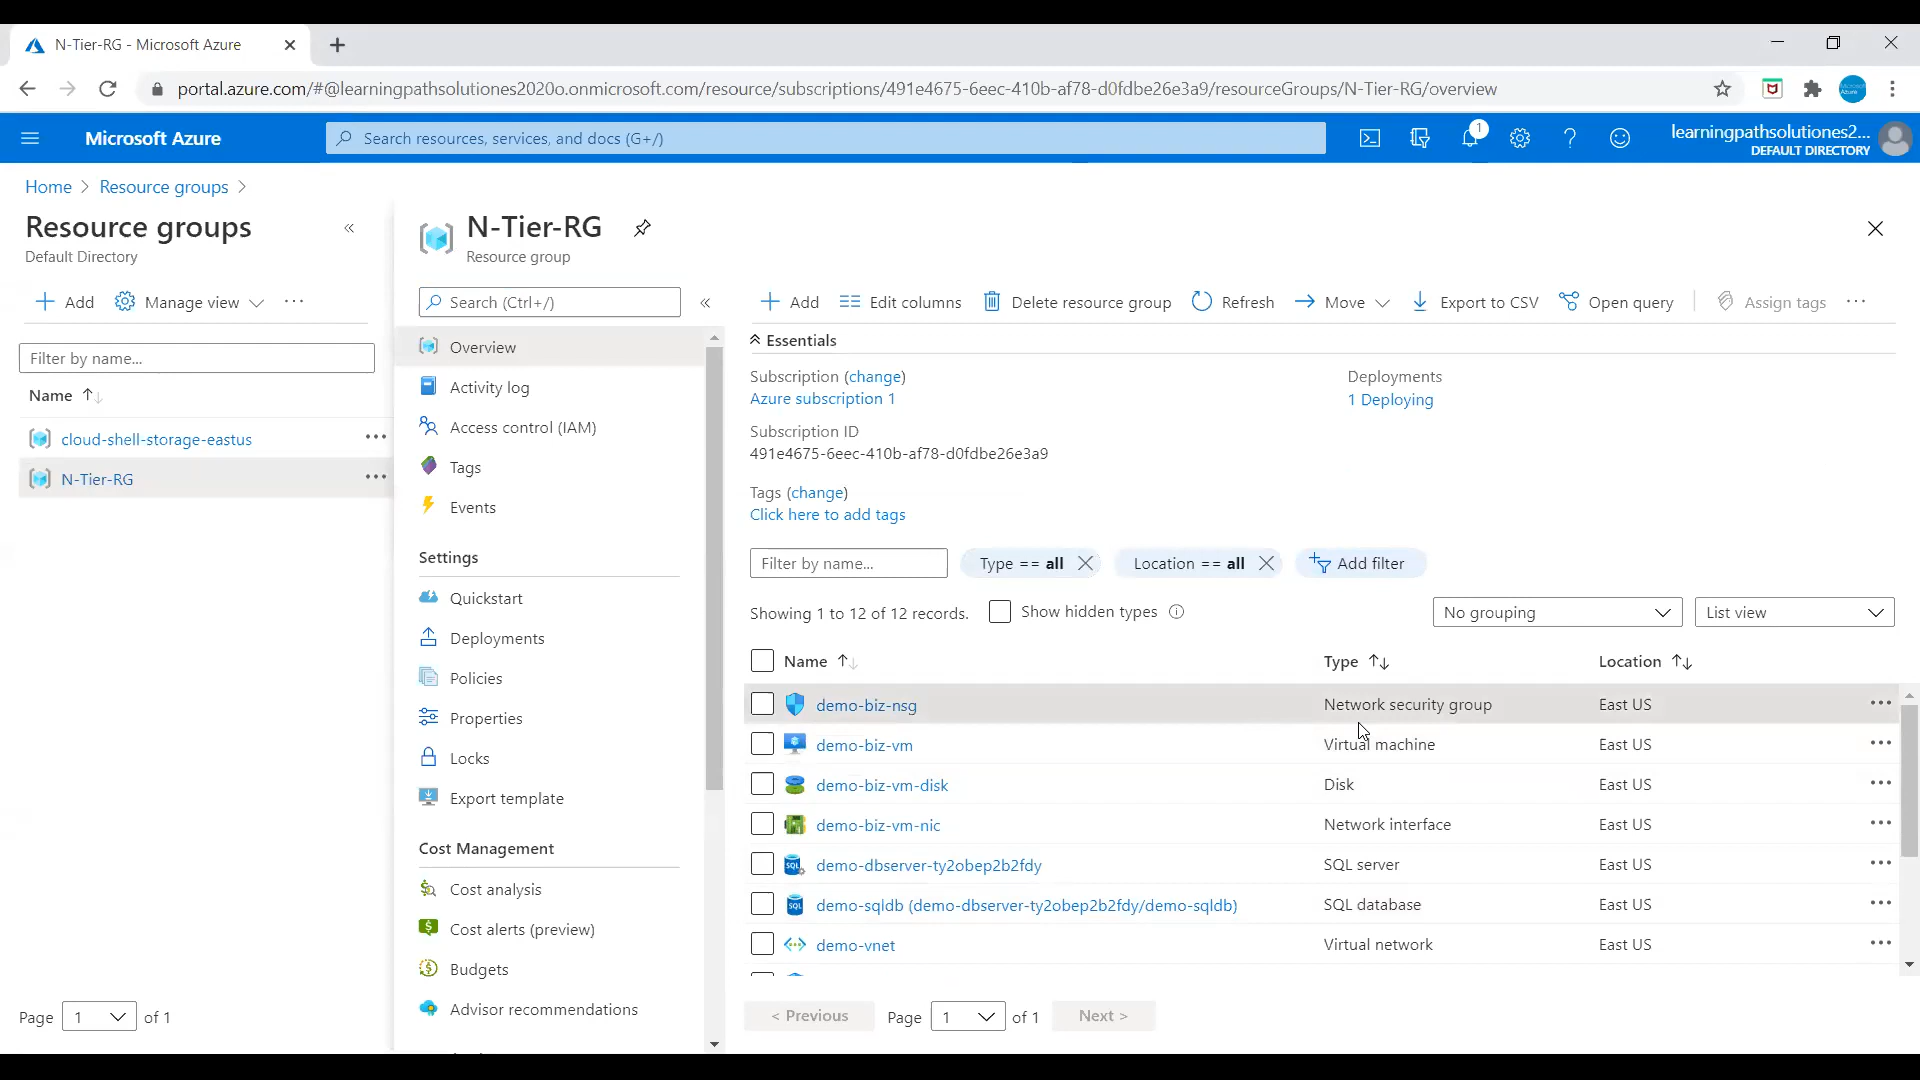 N-Tier-RG - Microsoft Azure
portal.azure.com/#@learningpathsolutiones2020o.onmicrosoft.com/resource/subscriptions/491e4675-6eec-410b-af78-d0fdbe26e3a9/resourceGroups/N-Tier-RG/overview
Microsoft Azure
Search resources, services, and docs (G+/)
1
learningpathsolutiones2...
DEFAULT DIRECTORY
Home > Resource groups >
Resource groups
Default Directory
Add
Manage view
Filter by name...
Name
cloud-shell-storage-eastus
N-Tier-RG
Page 1 of 1
N-Tier-RG
Resource group
Search (Ctrl+/)
Overview
Activity log
Access control (IAM)
Tags
Events
Settings
Quickstart
Deployments
Policies
Properties
Locks
Export template
Cost Management
Cost analysis
Cost alerts (preview)
Budgets
Advisor recommendations
Add Edit columns Delete resource group Refresh Move Export to CSV Open query Assign tags
Essentials
Subscription (change)
Azure subscription 1
Deployments
1 Deploying
Subscription ID
491e4675-6eec-410b-af78-d0fdbe26e3a9
Tags (change)
Click here to add tags
Filter by name... Type == all Location == all Add filter
Showing 1 to 12 of 12 records. Show hidden types No grouping List view
Name Type Location
demo-biz-nsg Network security group East US
demo-biz-vm Virtual machine East US
demo-biz-vm-disk Disk East US
demo-biz-vm-nic Network interface East US
demo-dbserver-ty2obep2b2fdy SQL server East US
demo-sqldb (demo-dbserver-ty2obep2b2fdy/demo-sqldb) SQL database East US
demo-vnet Virtual network East US
< Previous Page 1 of 1 Next >